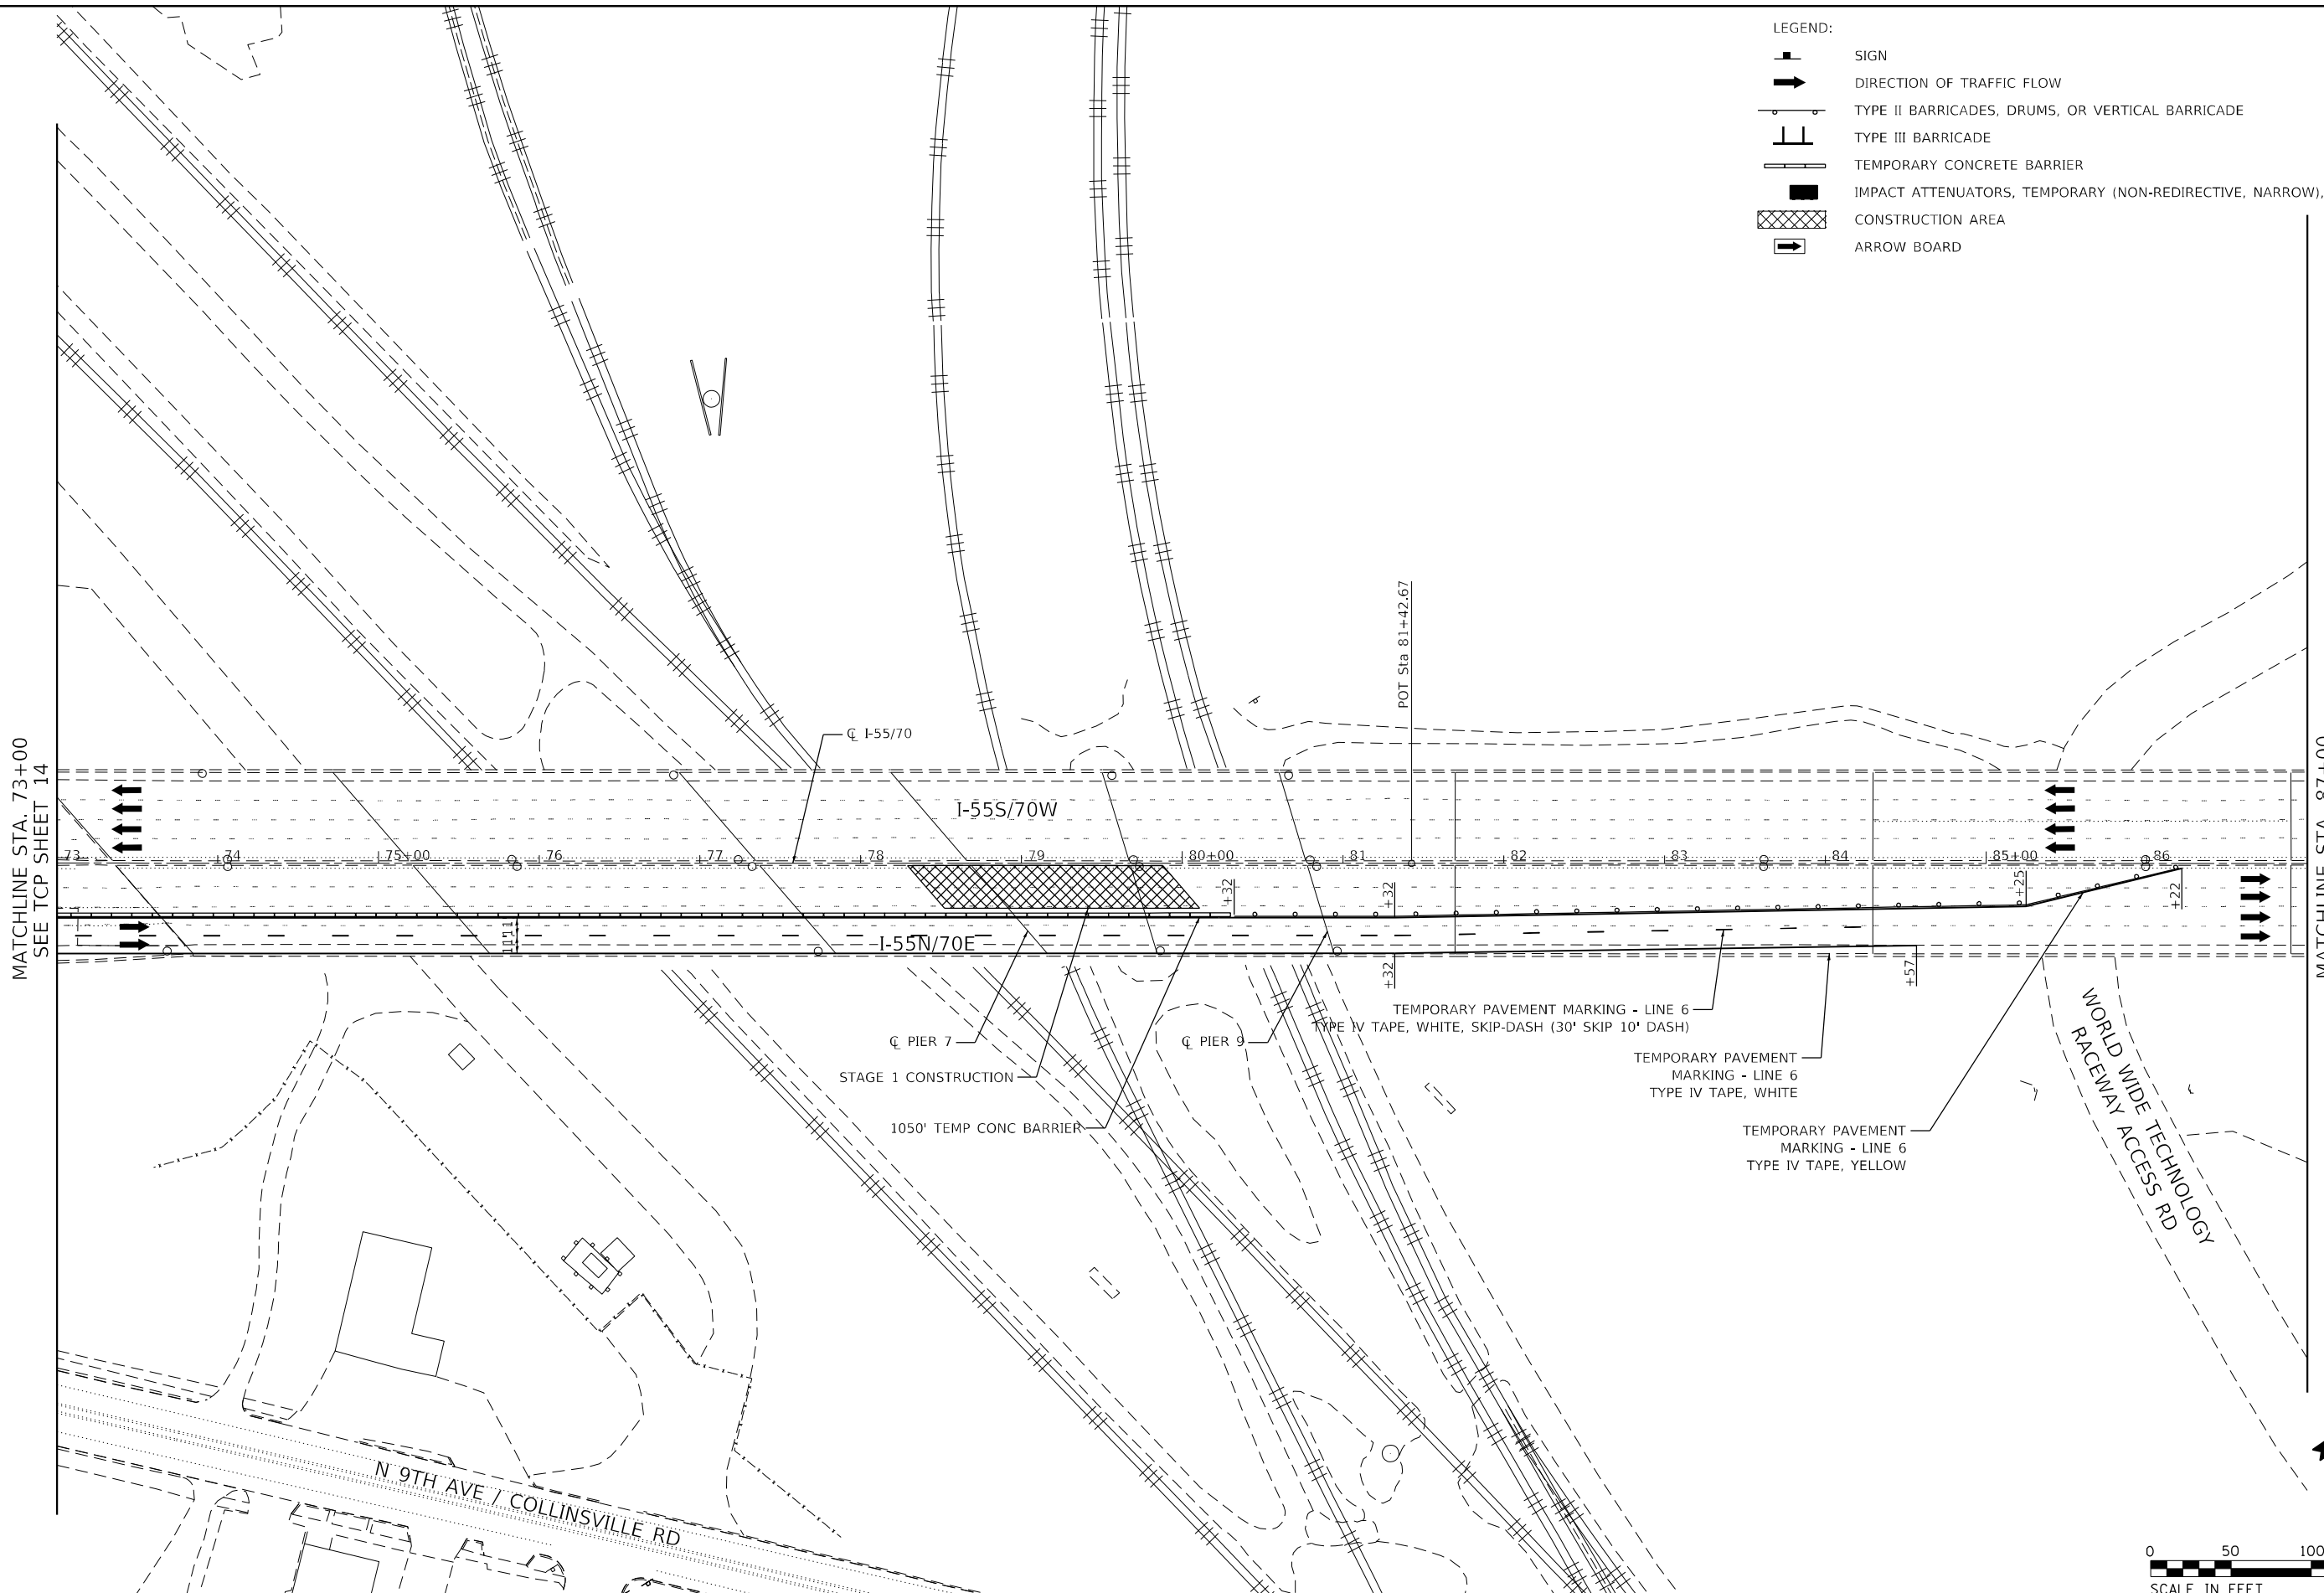 LEGEND:
SIGN
DIRECTION OF TRAFFIC FLOW
TYPE II BARRICADES, DRUMS, OR VERTICAL BARRICADE
TYPE III BARRICADE
TEMPORARY CONCRETE BARRIER
IMPACT ATTENUATORS, TEMPORARY (NON-REDIRECTIVE, NARROW),
CONSTRUCTION AREA
ARROW BOARD
MATCHLINE STA. 73+00
SEE TCP SHEET 14
POT Sta 81+42.67
℄ I-55/70
I-55S/70W
73 74 75+00 76 77 78 79 80+00 81 82 83 84 85+00 86
+32
+32
+25
+22
I-55N/70E
+32
+57
TEMPORARY PAVEMENT MARKING - LINE 6
TYPE IV TAPE, WHITE, SKIP-DASH (30' SKIP 10' DASH)
℄ PIER 7
℄ PIER 9
STAGE 1 CONSTRUCTION
TEMPORARY PAVEMENT
MARKING - LINE 6
TYPE IV TAPE, WHITE
1050' TEMP CONC BARRIER
TEMPORARY PAVEMENT
MARKING - LINE 6
TYPE IV TAPE, YELLOW
WORLD WIDE TECHNOLOGY
RACEWAY ACCESS RD
MATCHLINE STA. 87+00
N 9TH AVE / COLLINSVILLE RD
0 50 100
SCALE IN FEET